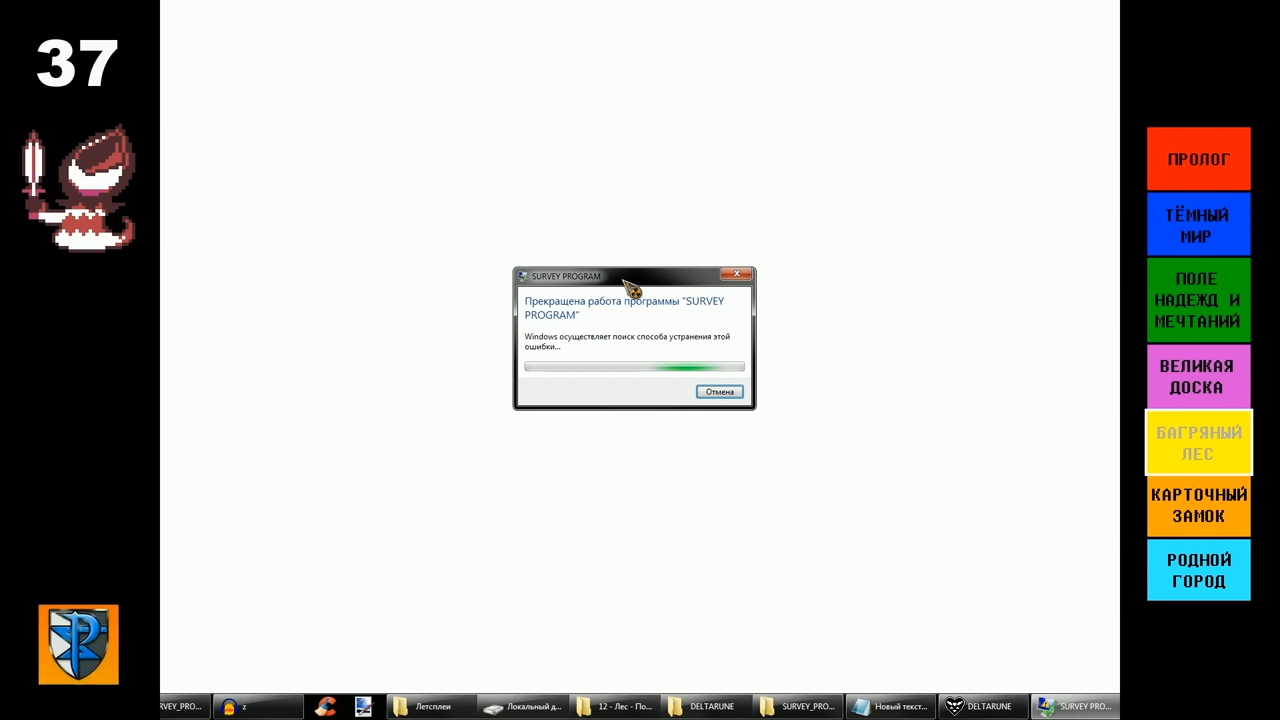 37
SURVEY PROGRAM
Прекращена работа программы "SURVEY
PROGRAM"
Windows осуществляет поиск способа устранения этой
ошибки...
Отмена
ПРОЛОГ
ТЁМНЫЙ
МИР
ПОЛЕ
НАДЕЖД И
МЕЧТАНИЙ
ВЕЛИКАЯ
ДОСКА
БАГРЯНЫЙ
ЛЕС
КАРТОЧНЫЙ
ЗАМОК
РОДНОЙ
ГОРОД
RVEY_PRO...
z
Летсплеи
Локальный д...
12 - Лес - По...
DELTARUNE
SURVEY_PRO...
Новый текст...
DELTARUNE
SURVEY PRO...